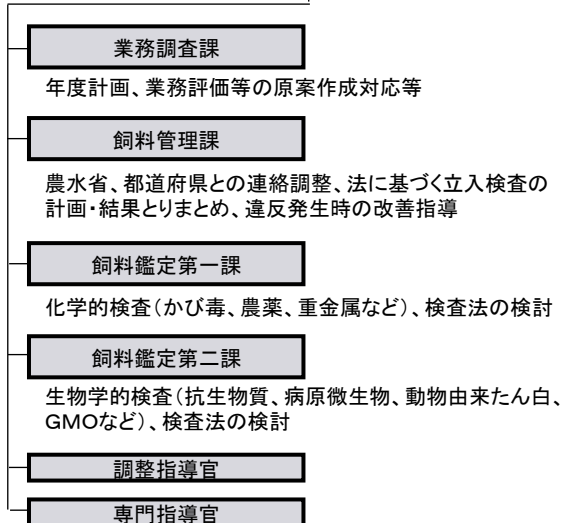 業務調査課
年度計画、業務評価等の原案作成対応等
飼料管理課
農水省、都道府県との連絡調整、法に基づく立入検査の
計画・結果とりまとめ、違反発生時の改善指導
飼料鑑定第一課
化学的検査(かび毒、農薬、重金属など)、検査法の検討
飼料鑑定第二課
生物学的検査(抗生物質、病原微生物、動物由来たん白、
GMOなど)、検査法の検討
調整指導官
専門指導官